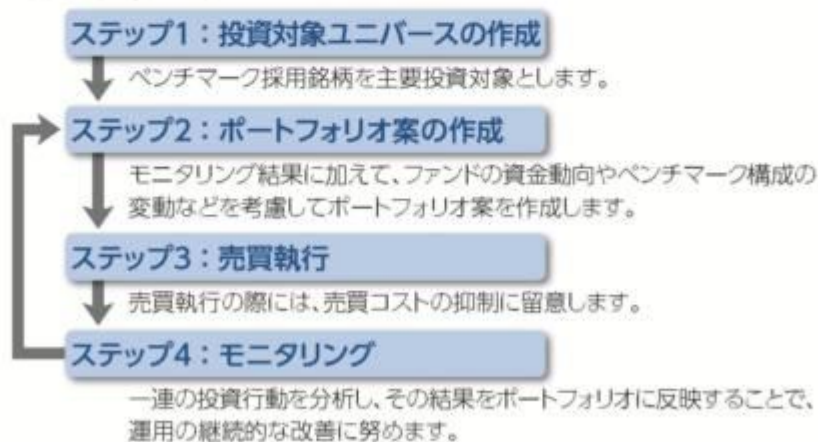 ステップ1：投資対象ユニバースの作成
ベンチマーク採用銘柄を主要投資対象とします。
ステップ2：ポートフォリオ案の作成
モニタリング結果に加えて、ファンドの資金動向やベンチマーク構成の
変動などを考慮してポートフォリオ案を作成します。
ステップ3：売買執行
売買執行の際には、売買コストの抑制に留意します。
ステップ4：モニタリング
一連の投資行動を分析し、その結果をポートフォリオに反映することで、
運用の継続的な改善に努めます。